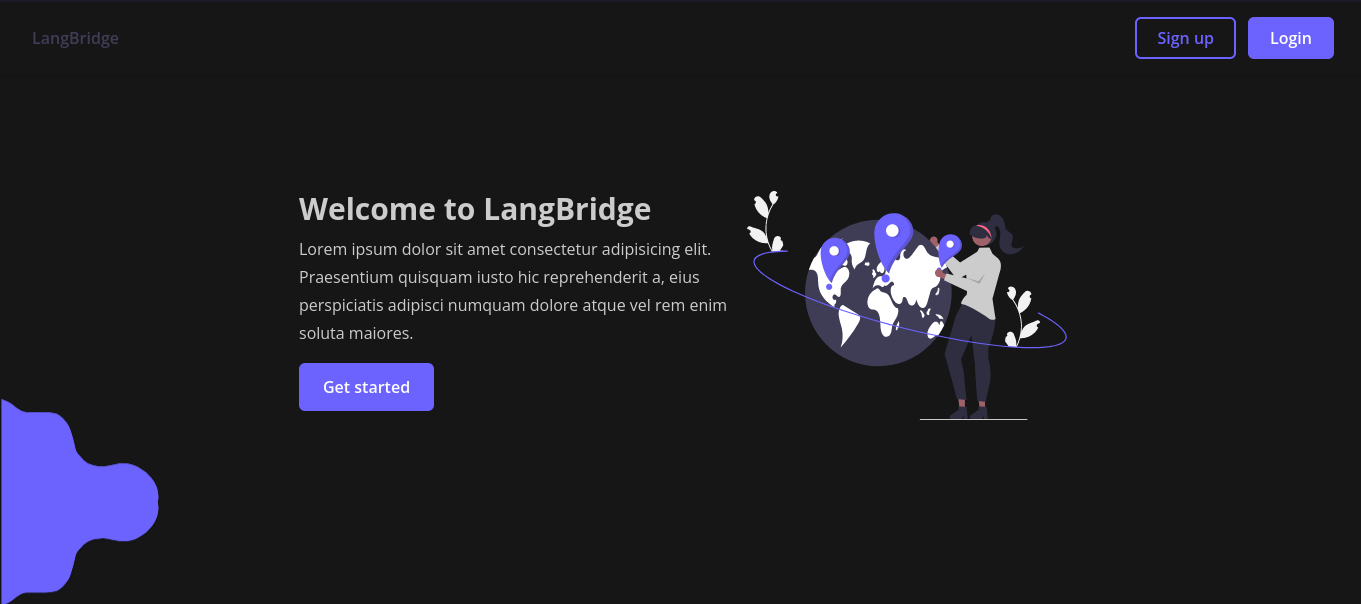 LangBridge
Sign up
Login
Welcome to LangBridge
Lorem ipsum dolor sit amet consectetur adipisicing elit.
Praesentium quisquam iusto hic reprehenderit a, eius
perspiciatis adipisci numquam dolore atque vel rem enim
soluta maiores.
Get started